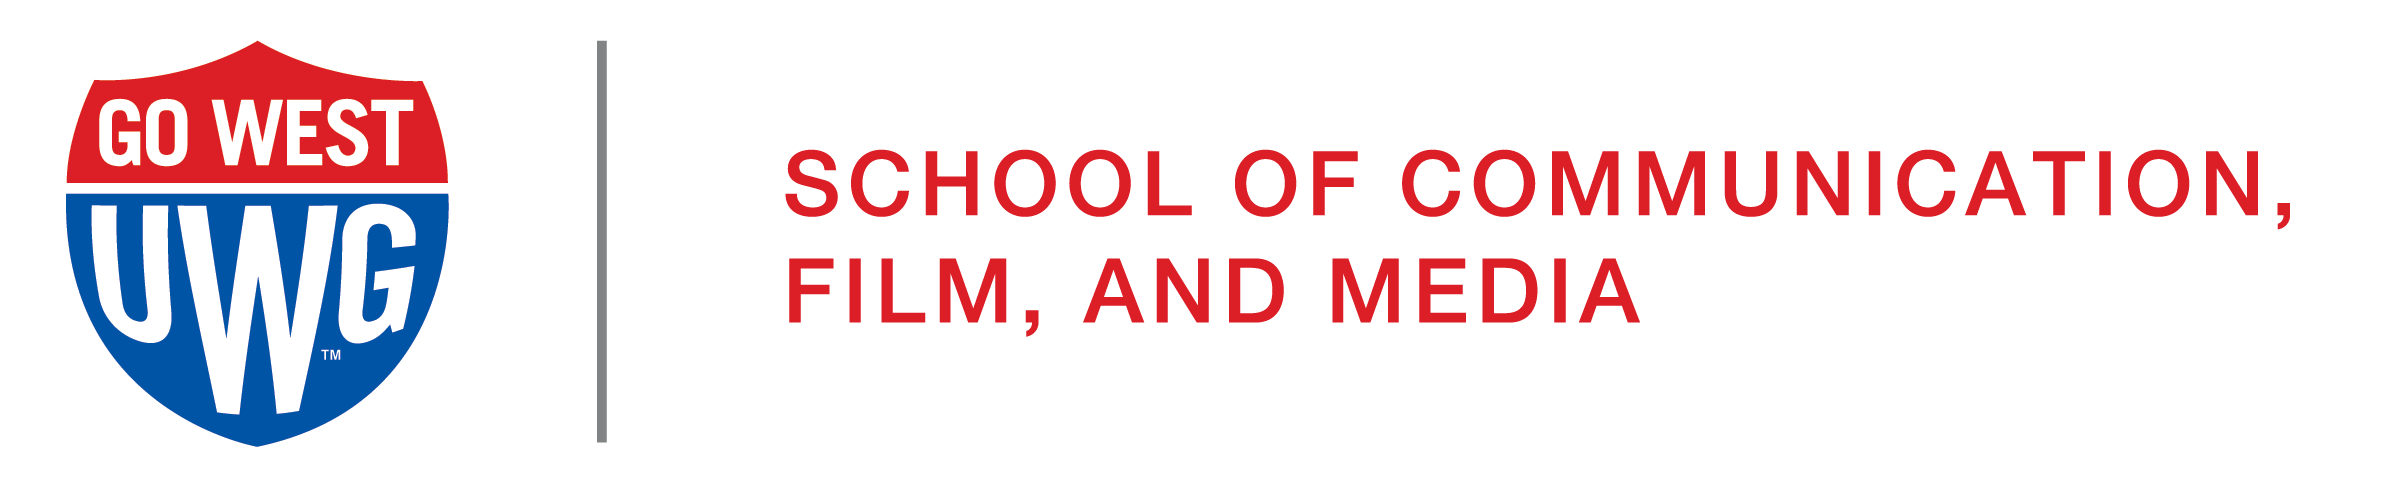 GO WEST
UWG
TM
SCHOOL OF COMMUNICATION,
FILM, AND MEDIA